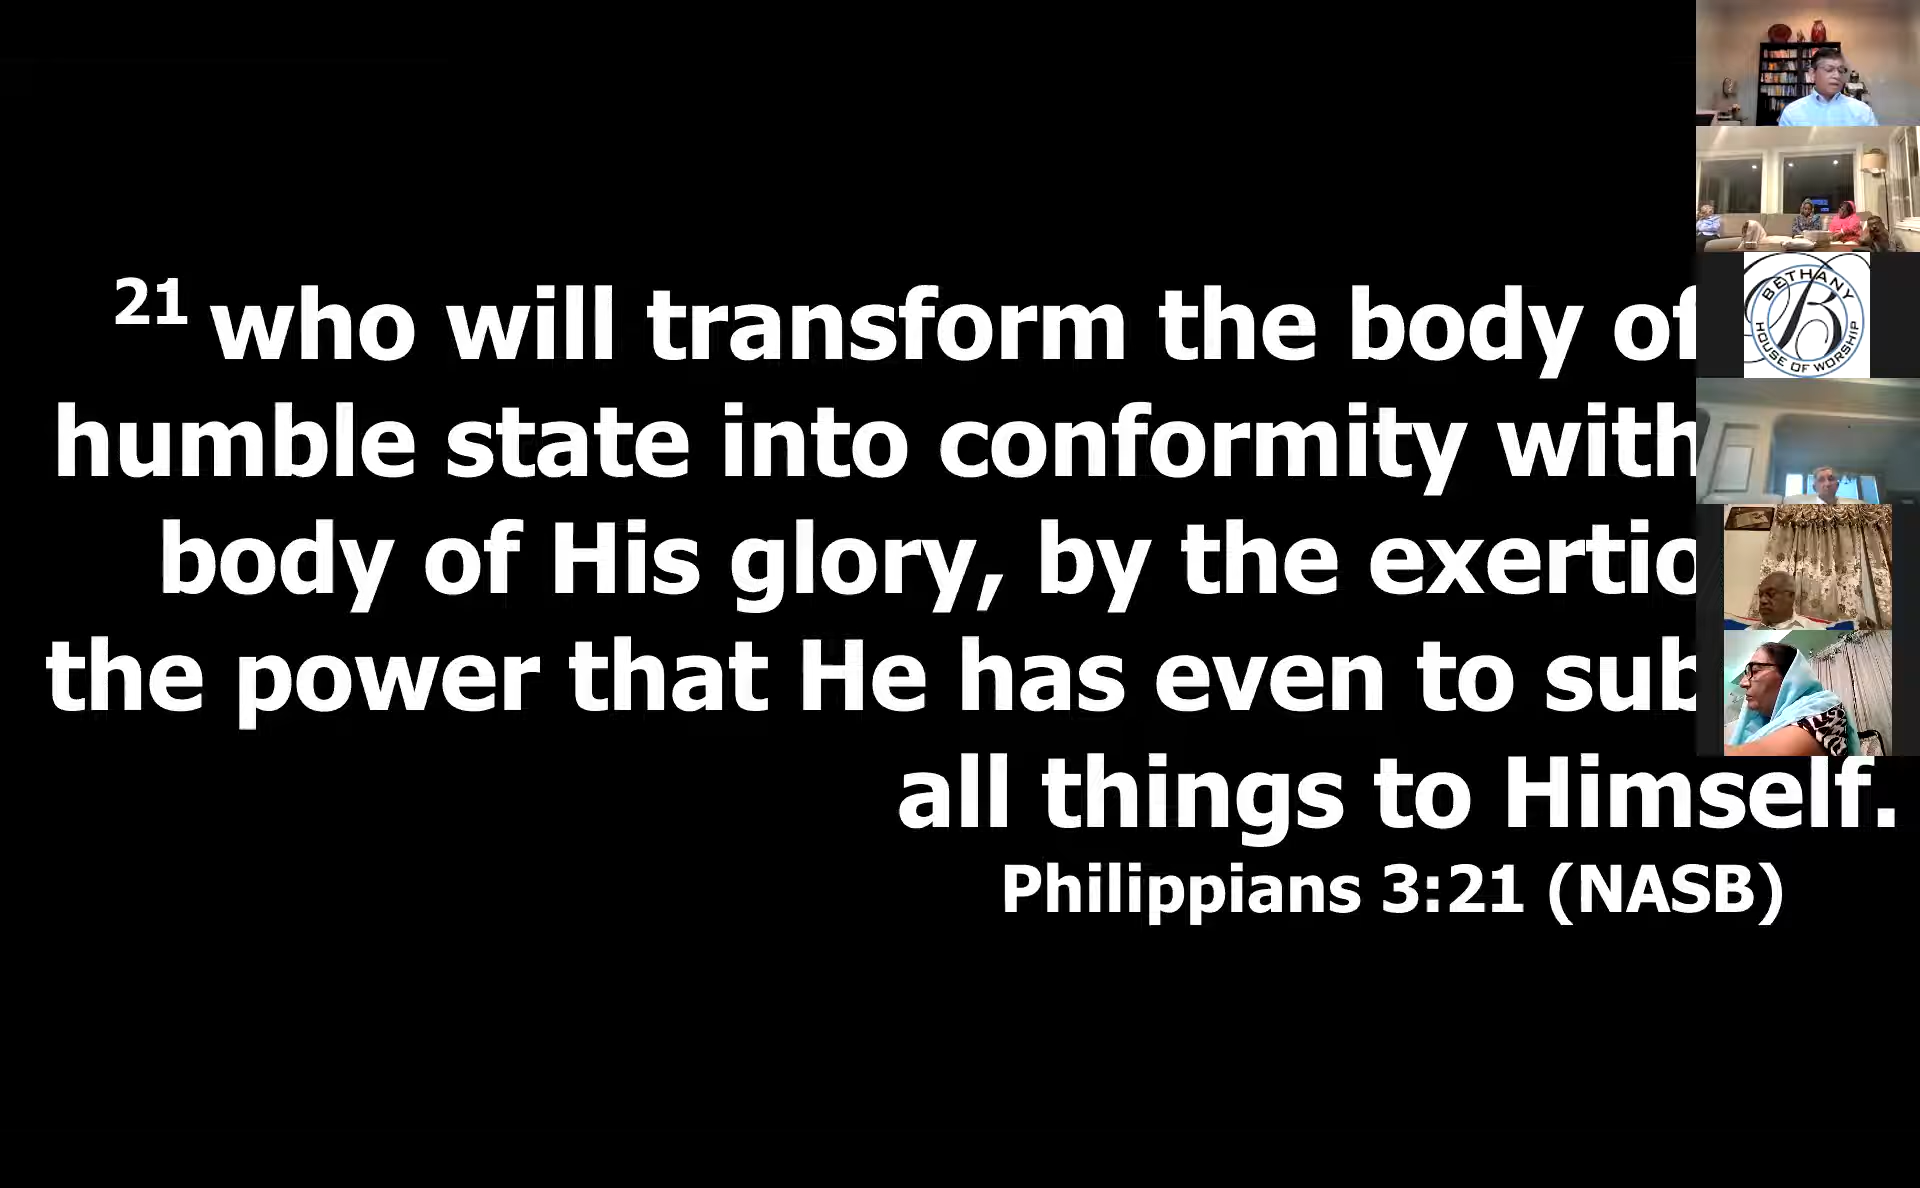 21 who will transform the body of
humble state into conformity with
body of His glory, by the exertio
the power that He has even to sub
all things to Himself.
Philippians 3:21 (NASB)
BETHANY
B
HOUSE OF WORSHIP